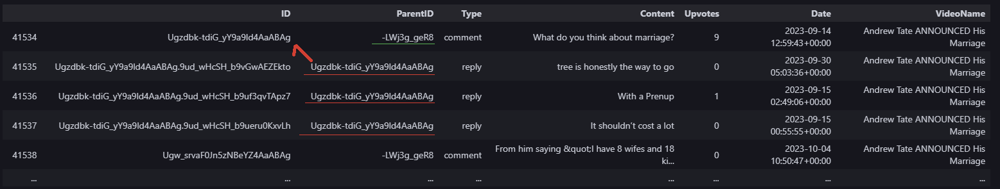 ID ParentID Type Content Upvotes Date VideoName
41534 Ugzdbk-tdiG_yY9a9Id4AaABAg -LWj3g_geR8 comment What do you think about marriage? 9 2023-09-14 12:59:43+00:00 Andrew Tate ANNOUNCED His Marriage
41535 Ugzdbk-tdiG_yY9a9Id4AaABAg.9ud_wHcSH_b9vGwAEZEkto Ugzdbk-tdiG_yY9a9Id4AaABAg reply tree is honestly the way to go 0 2023-09-30 05:03:36+00:00 Andrew Tate ANNOUNCED His Marriage
41536 Ugzdbk-tdiG_yY9a9Id4AaABAg.9ud_wHcSH_b9uf3qvTApz7 Ugzdbk-tdiG_yY9a9Id4AaABAg reply With a Prenup 1 2023-09-15 02:49:06+00:00 Andrew Tate ANNOUNCED His Marriage
41537 Ugzdbk-tdiG_yY9a9Id4AaABAg.9ud_wHcSH_b9ueru0KxvLh Ugzdbk-tdiG_yY9a9Id4AaABAg reply It shouldn’t cost a lot 0 2023-09-15 00:55:55+00:00 Andrew Tate ANNOUNCED His Marriage
41538 Ugw_srvaF0Jn5zNBeYZ4AaABAg -LWj3g_geR8 comment From him saying &quot;I have 8 wifes and 18 ki... 0 2023-10-04 10:50:47+00:00 Andrew Tate ANNOUNCED His Marriage
... ... ... ... ... ... ... ...